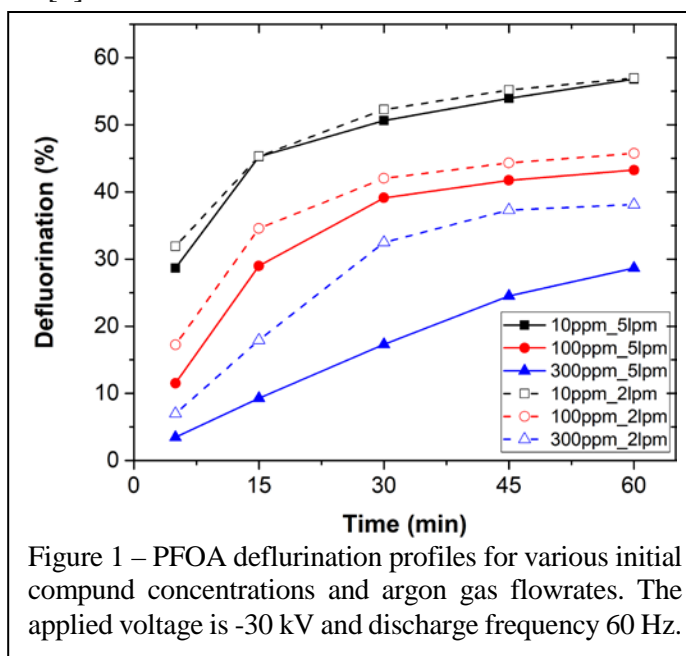 60
50
40
30
20
10
0
Defluorination (%)
10ppm_5lpm
100ppm_5lpm
300ppm_5lpm
10ppm_2lpm
100ppm_2lpm
300ppm_2lpm
0 15 30 45 60
Time (min)
Figure 1 – PFOA deflurination profiles for various initial
compund concentrations and argon gas flowrates. The
applied voltage is -30 kV and discharge frequency 60 Hz.